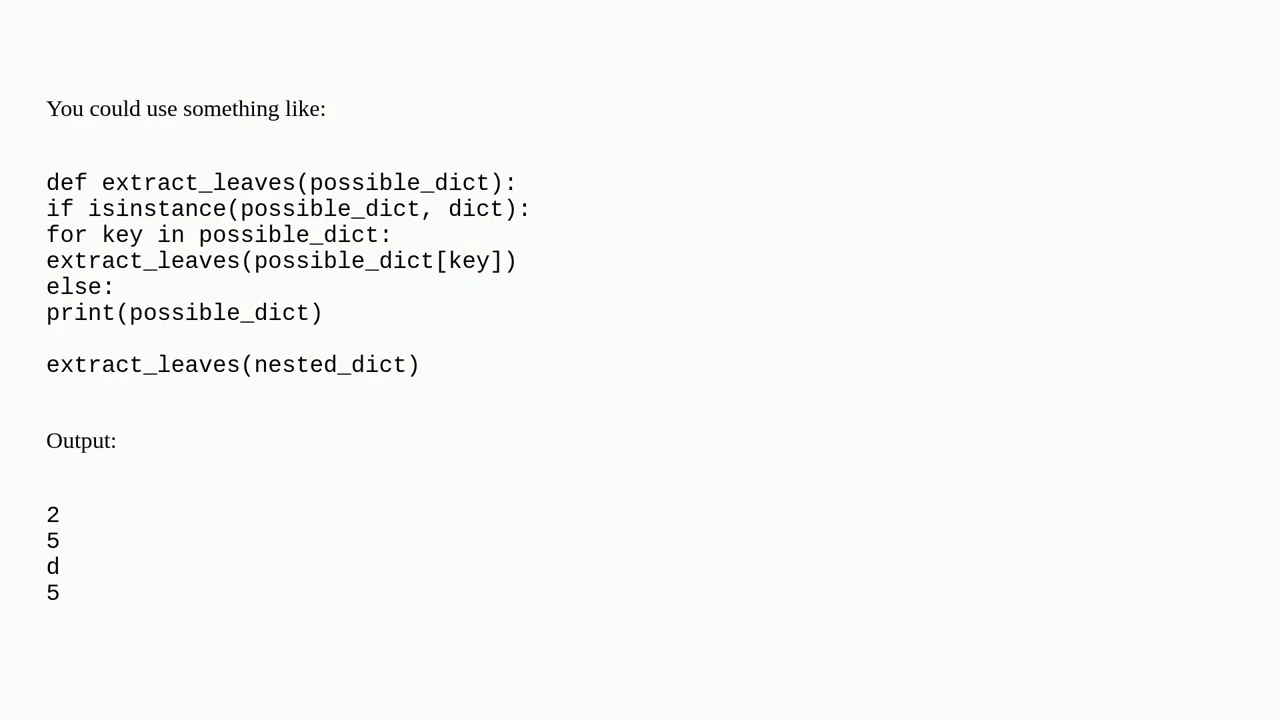 You could use something like:
def extract_leaves(possible_dict):
if isinstance(possible_dict, dict):
for key in possible_dict:
extract_leaves(possible_dict[key])
else:
print(possible_dict)
extract_leaves(nested_dict)
Output:
2
5
d
5